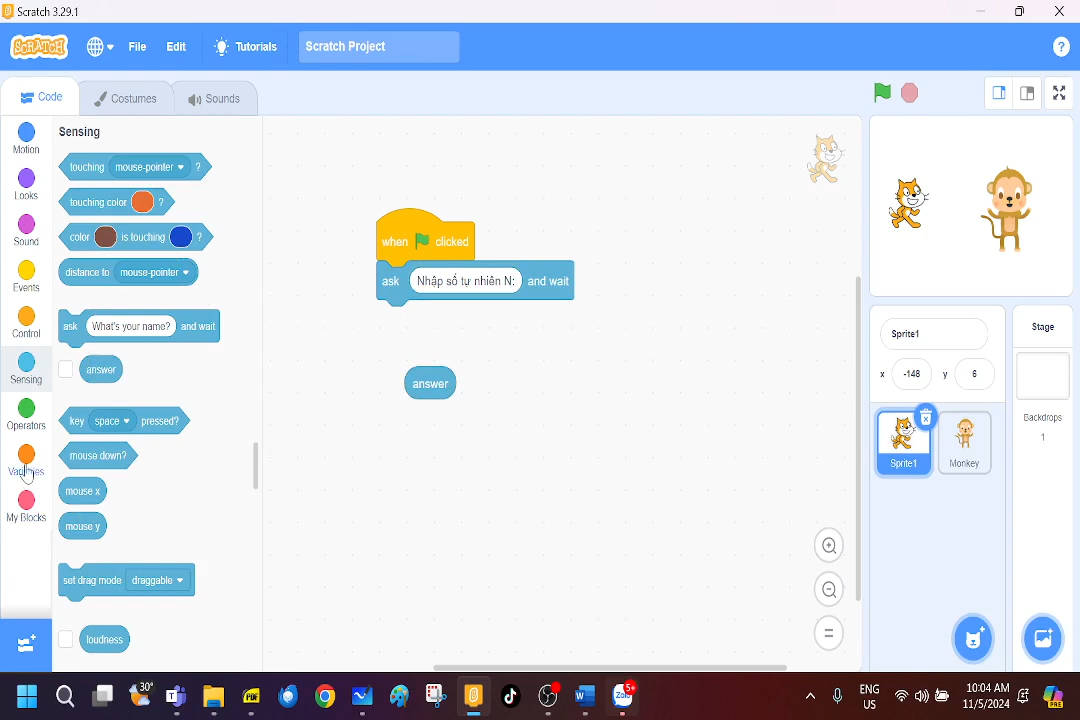 Scratch 3.29.1
SCRATCH
File
Edit
Tutorials
Scratch Project
?
Code
Costumes
Sounds
Motion
Looks
Sound
Events
Control
Sensing
Operators
Variables
My Blocks
Sensing
touching mouse-pointer ?
touching color ?
color is touching ?
distance to mouse-pointer
ask What's your name? and wait
answer
key space pressed?
mouse down?
mouse x
mouse y
set drag mode draggable
loudness
when clicked
ask Nhập số tự nhiên N: and wait
answer
Sprite1
x -148 y 6
Sprite1
Monkey
Stage
Backdrops
1
30°
PDF
5+
ENG
US
10:04 AM
11/5/2024
PRE